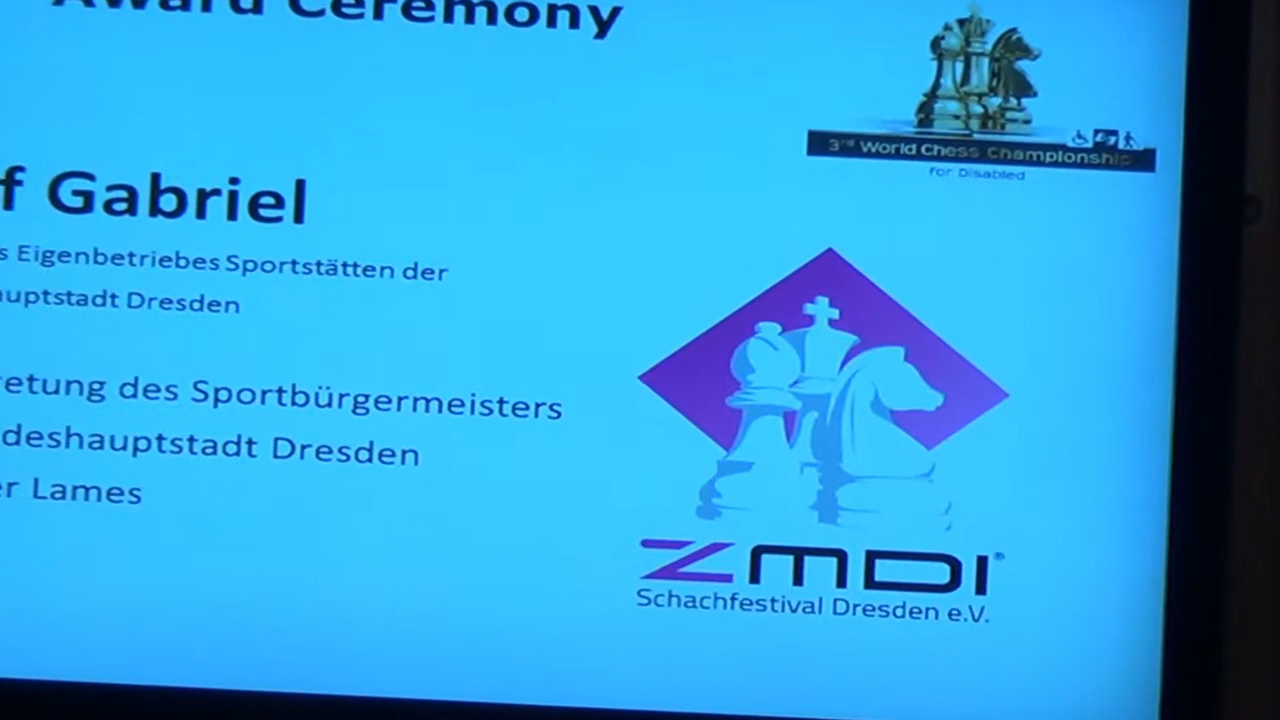 Award Ceremony
3rd World Chess Championship
for Disabled
f Gabriel
s Eigenbetriebes Sportstätten der
auptstadt Dresden
retung des Sportbürgermeisters
deshauptstadt Dresden
er Lames
ZMDI®
Schachfestival Dresden e.V.